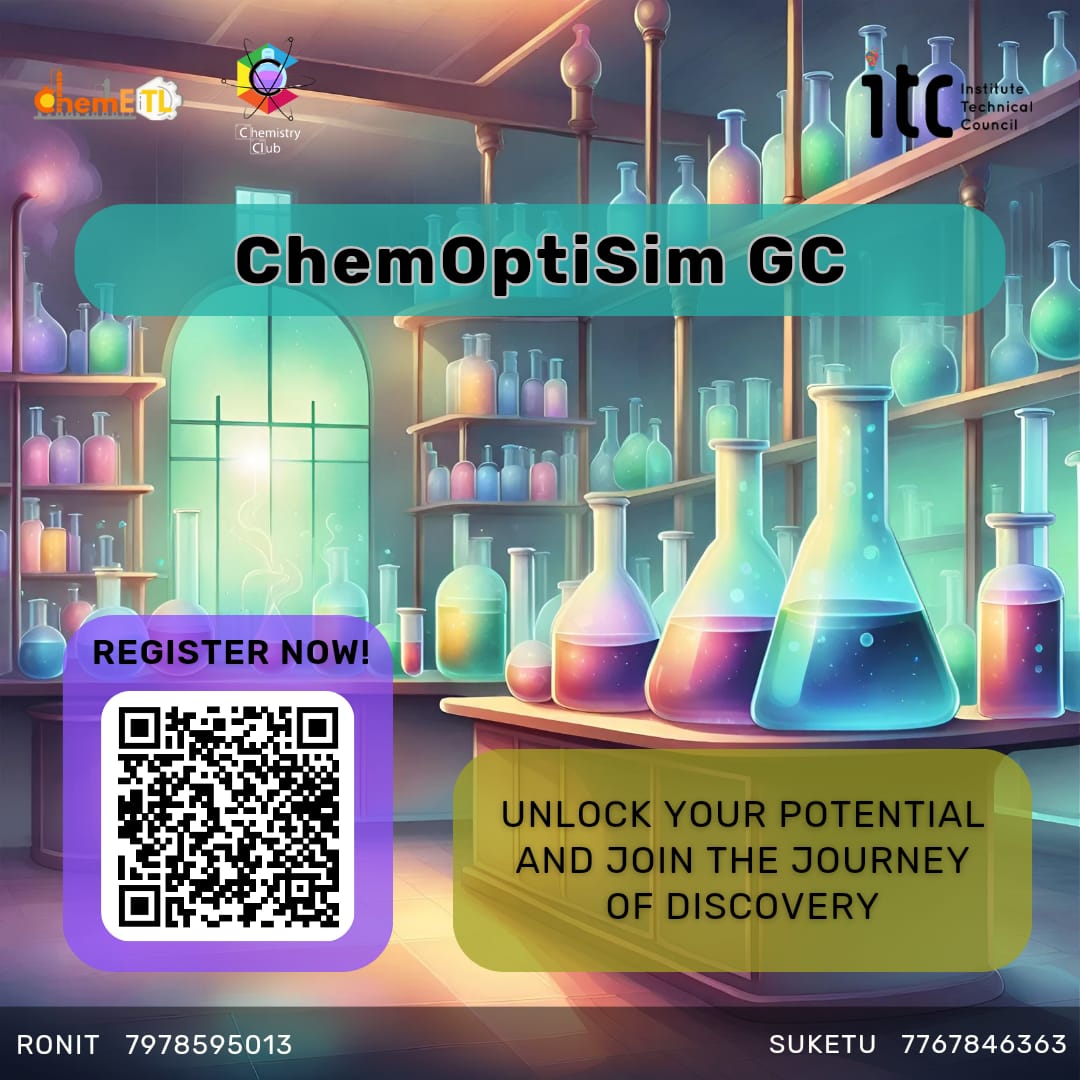 ChemETL
Chemistry
Club
itc
Institute
Technical
Council
ChemOptiSim GC
REGISTER NOW!
UNLOCK YOUR POTENTIAL
AND JOIN THE JOURNEY
OF DISCOVERY
RONIT 7978595013
SUKETU 7767846363